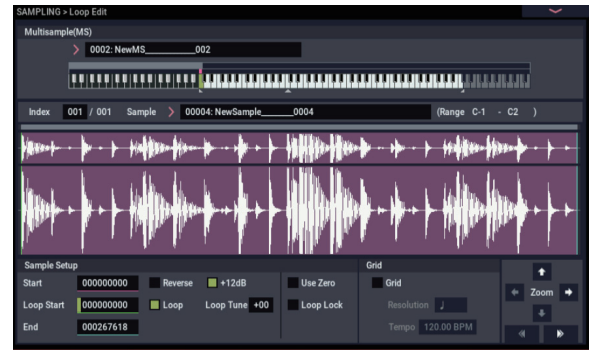 SAMPLING > Loop Edit
Multisample(MS)
0002: NewMS__________002
Index 001 / 001 Sample 00004: NewSample______0004 (Range C-1 - C2 )
Sample Setup Grid
Start 000000000 Reverse +12dB Use Zero Grid
Loop Start 000000000 Loop Loop Tune +00 Loop Lock Resolution Zoom
End 000267618 Tempo 120.00 BPM